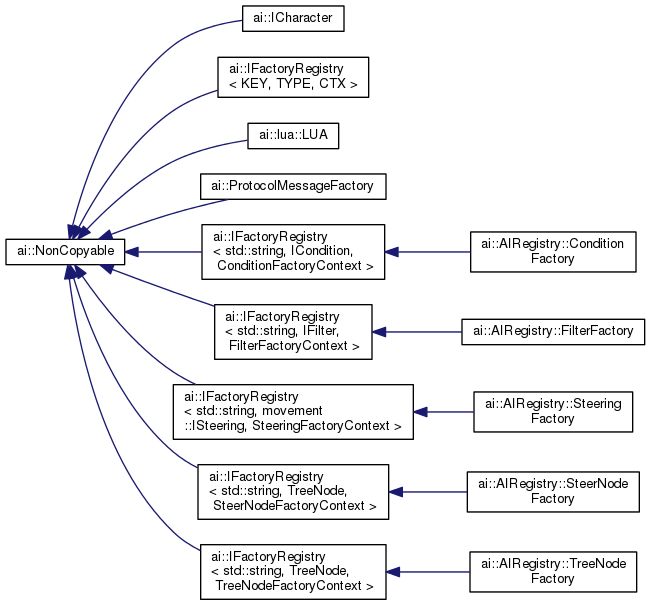 ai::ICharacter
ai::IFactoryRegistry
< KEY, TYPE, CTX >
ai::lua::LUA
ai::ProtocolMessageFactory
ai::NonCopyable
ai::IFactoryRegistry
< std::string, ICondition,
ConditionFactoryContext >
ai::AIRegistry::Condition
Factory
ai::IFactoryRegistry
< std::string, IFilter,
FilterFactoryContext >
ai::AIRegistry::FilterFactory
ai::IFactoryRegistry
< std::string, movement
::ISteering, SteeringFactoryContext >
ai::AIRegistry::Steering
Factory
ai::IFactoryRegistry
< std::string, TreeNode,
SteerNodeFactoryContext >
ai::AIRegistry::SteerNode
Factory
ai::IFactoryRegistry
< std::string, TreeNode,
TreeNodeFactoryContext >
ai::AIRegistry::TreeNode
Factory